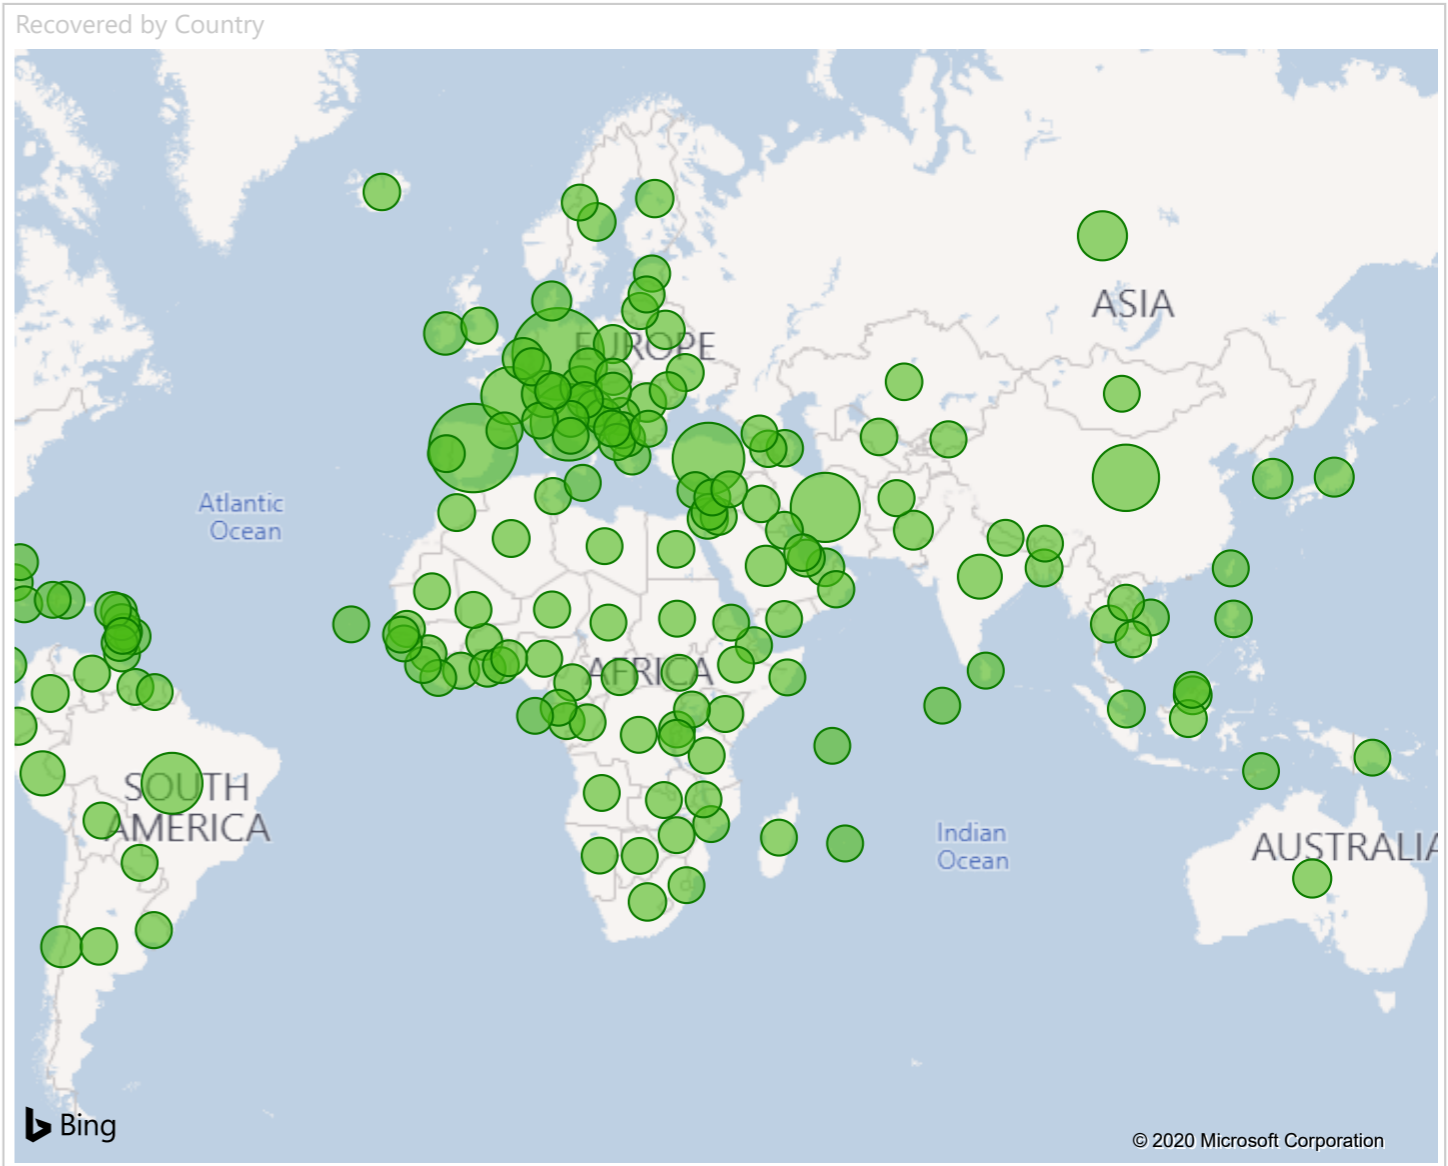 Recovered by Country
ASIA
EUROPE
Atlantic
Ocean
AFRICA
SOUTH
AMERICA
Indian
Ocean
AUSTRALIA
Bing
© 2020 Microsoft Corporation